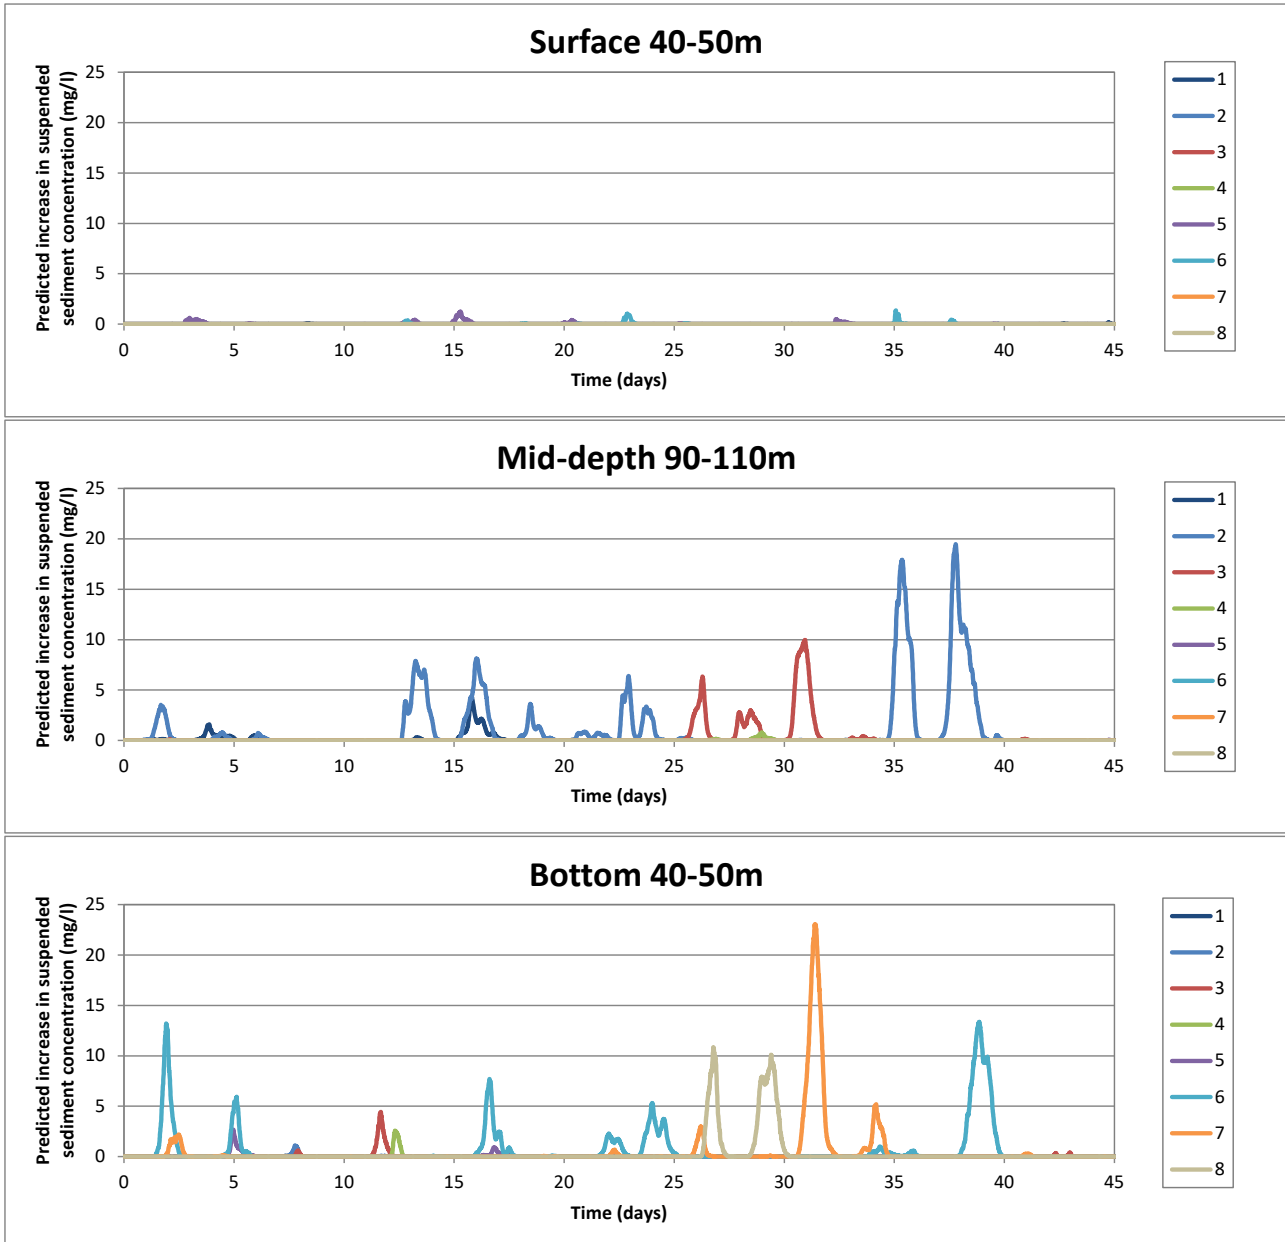 Surface 40-50m
Predicted increase in suspended
sediment concentration (mg/l)
25
20
15
10
5
0
0 5 10 15 20 25 30 35 40 45
Time (days)
1
2
3
4
5
6
7
8
Mid-depth 90-110m
Predicted increase in suspended
sediment concentration (mg/l)
25
20
15
10
5
0
0 5 10 15 20 25 30 35 40 45
Time (days)
1
2
3
4
5
6
7
8
Bottom 40-50m
Predicted increase in suspended
sediment concentration (mg/l)
25
20
15
10
5
0
0 5 10 15 20 25 30 35 40 45
Time (days)
1
2
3
4
5
6
7
8